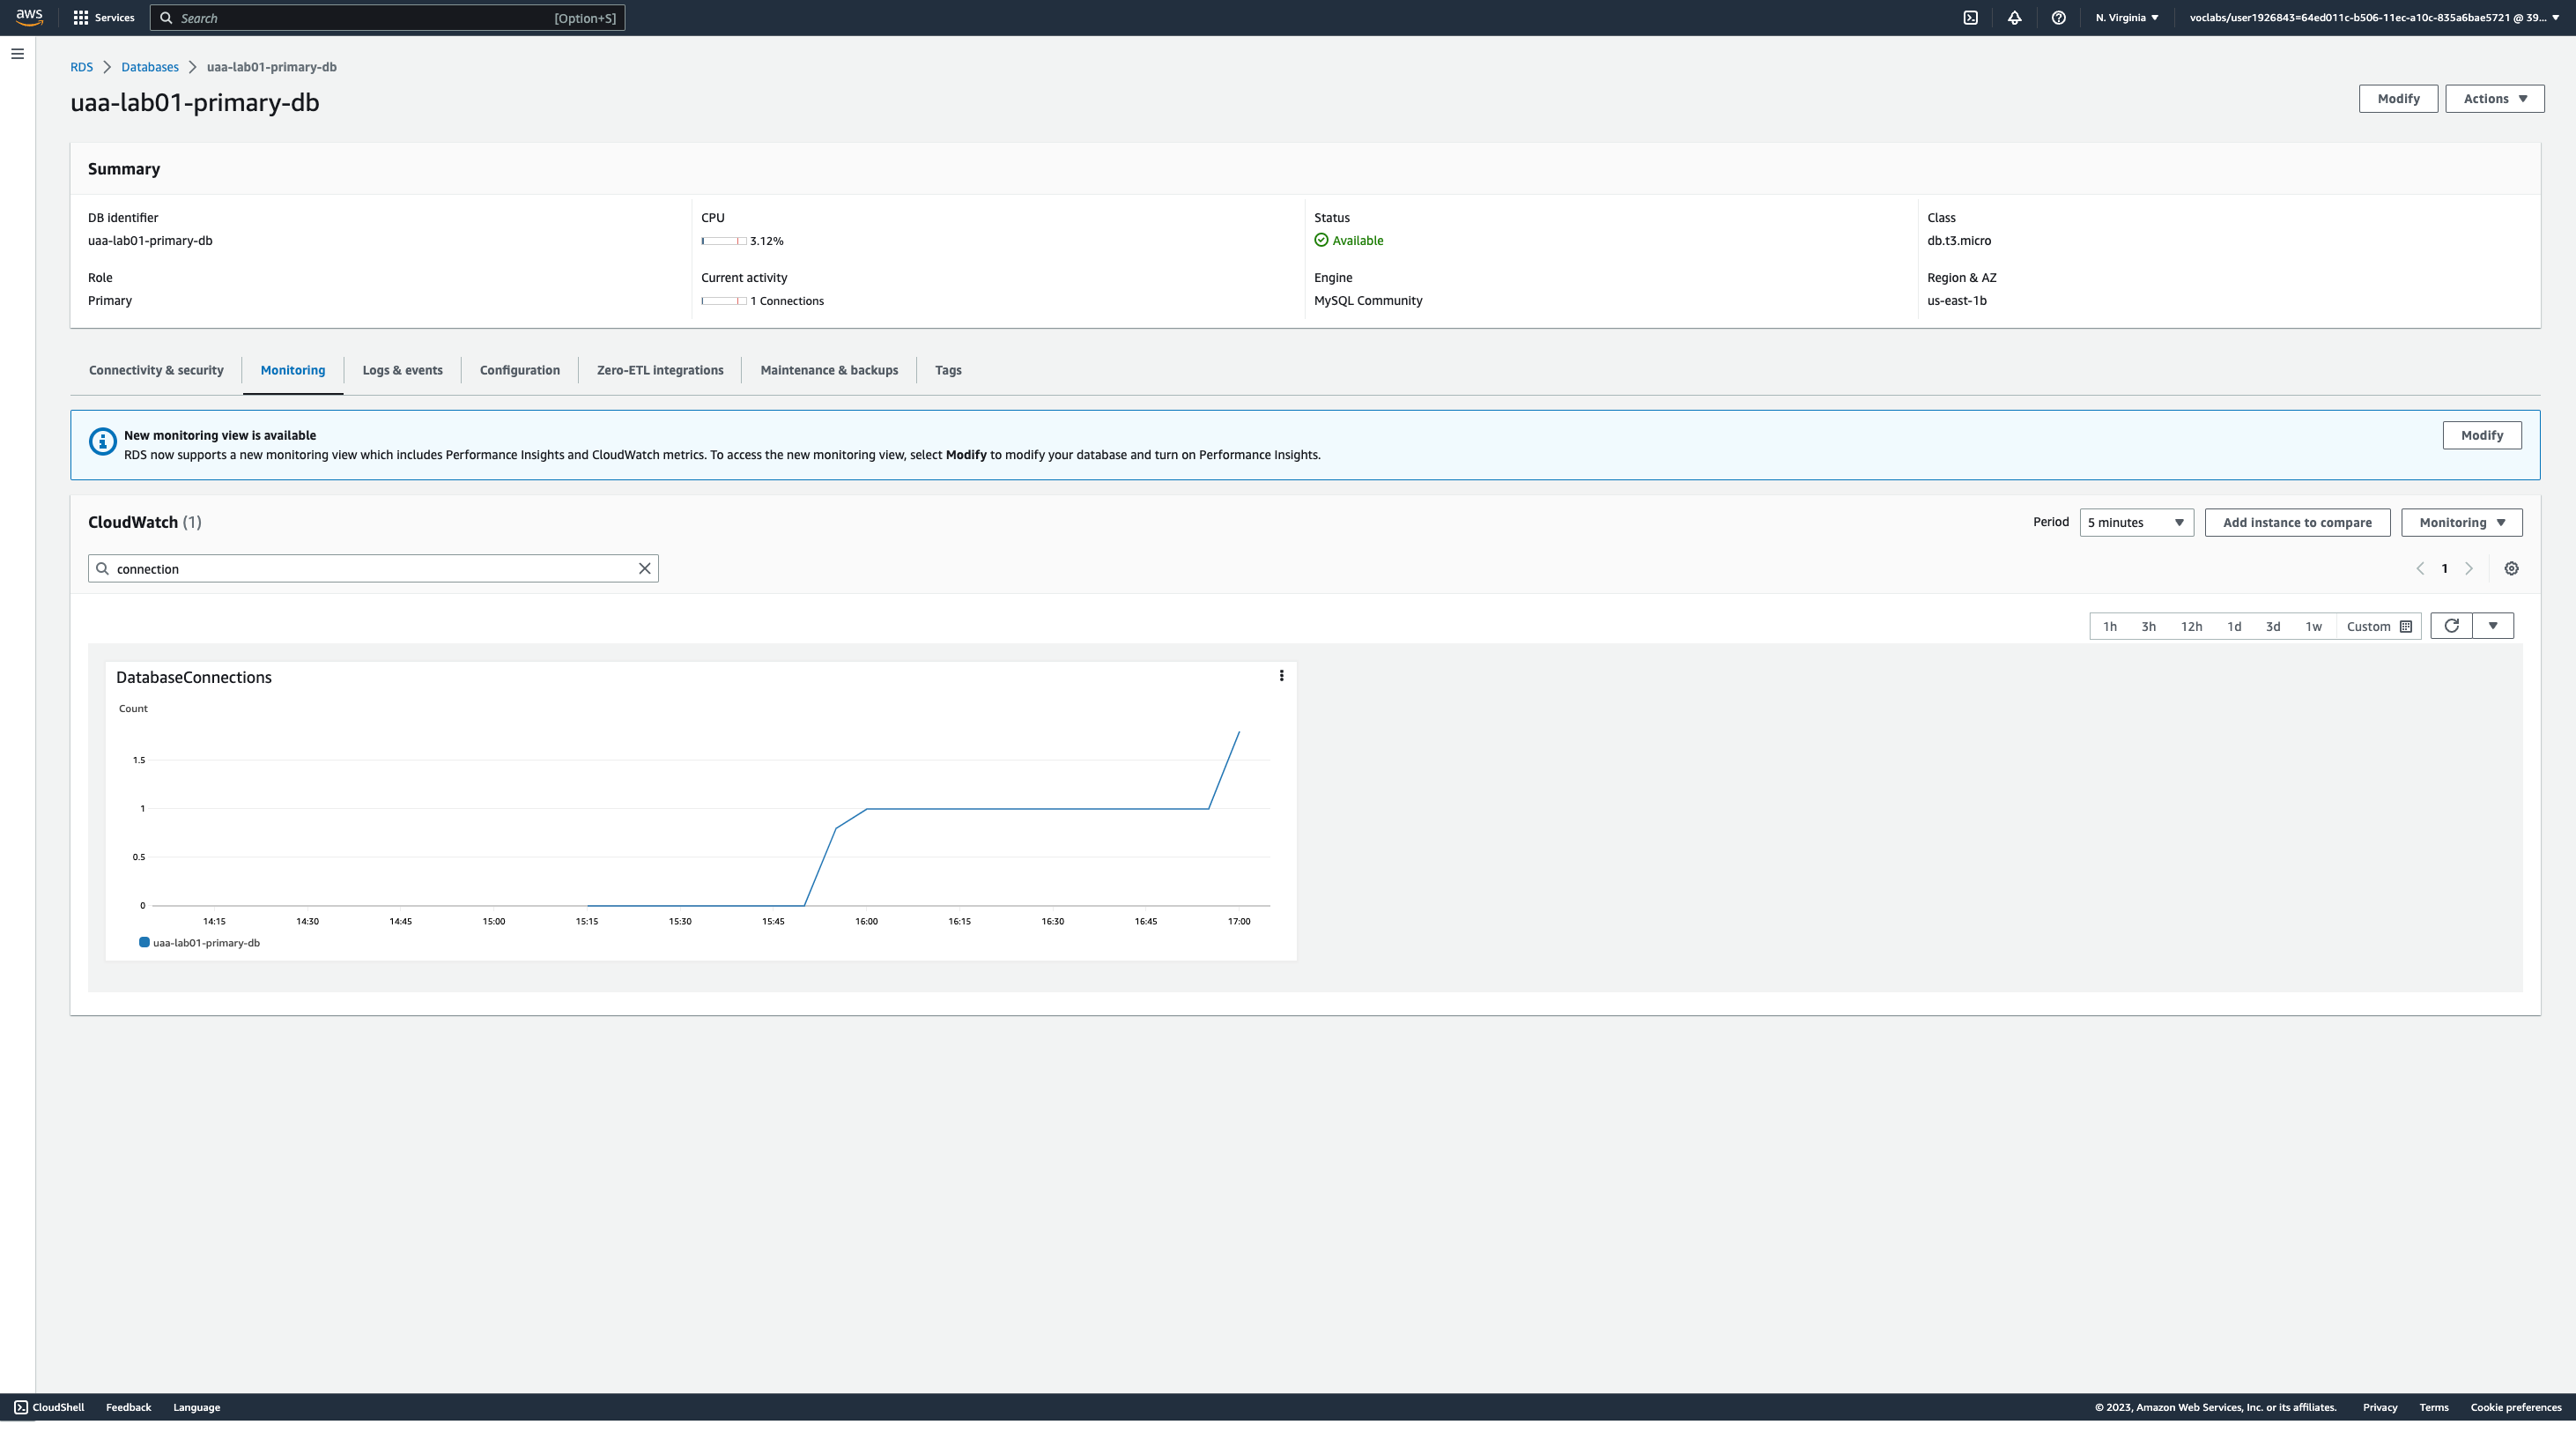 aws
Services
Search
[Option+S]
N. Virginia
voclabs/user1926843=64ed011c-b506-11ec-a10c-835a6bae5721 @ 39...
RDS
Databases
uaa-lab01-primary-db
uaa-lab01-primary-db
Modify
Actions
Summary
DB identifier
uaa-lab01-primary-db
CPU
3.12%
Status
Available
Class
db.t3.micro
Role
Primary
Current activity
1 Connections
Engine
MySQL Community
Region & AZ
us-east-1b
Connectivity & security
Monitoring
Logs & events
Configuration
Zero-ETL integrations
Maintenance & backups
Tags
New monitoring view is available
RDS now supports a new monitoring view which includes Performance Insights and CloudWatch metrics. To access the new monitoring view, select Modify to modify your database and turn on Performance Insights.
Modify
CloudWatch (1)
Period
5 minutes
Add instance to compare
Monitoring
connection
1
1h
3h
12h
1d
3d
1w
Custom
DatabaseConnections
Count
1.5
1
0.5
0
14:15
14:30
14:45
15:00
15:15
15:30
15:45
16:00
16:15
16:30
16:45
17:00
uaa-lab01-primary-db
CloudShell
Feedback
Language
© 2023, Amazon Web Services, Inc. or its affiliates.
Privacy
Terms
Cookie preferences